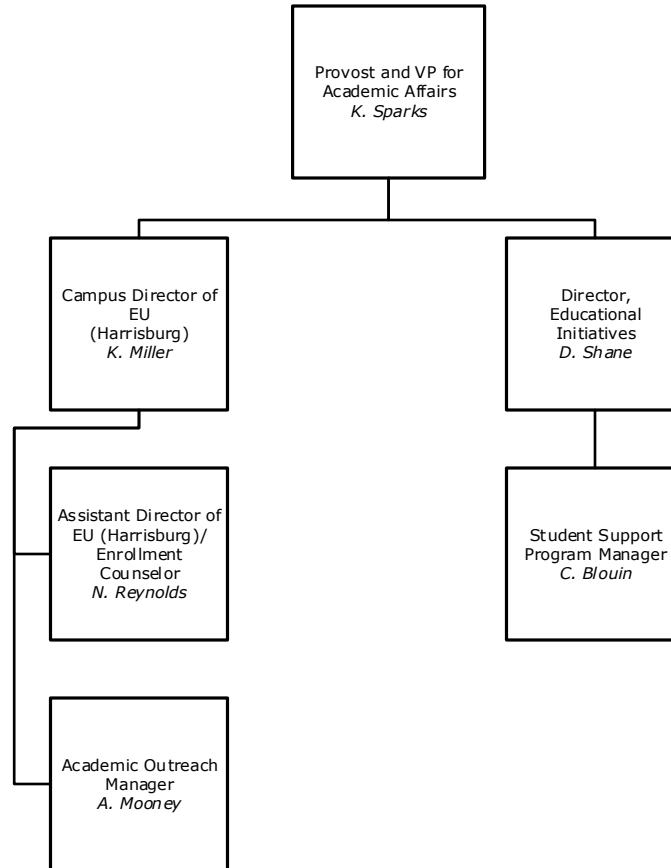 Provost and VP for
Academic Affairs
K. Sparks
Campus Director of
EU
(Harrisburg)
K. Miller
Director,
Educational
Initiatives
D. Shane
Assistant Director of
EU (Harrisburg)/
Enrollment
Counselor
N. Reynolds
Student Support
Program Manager
C. Blouin
Academic Outreach
Manager
A. Mooney